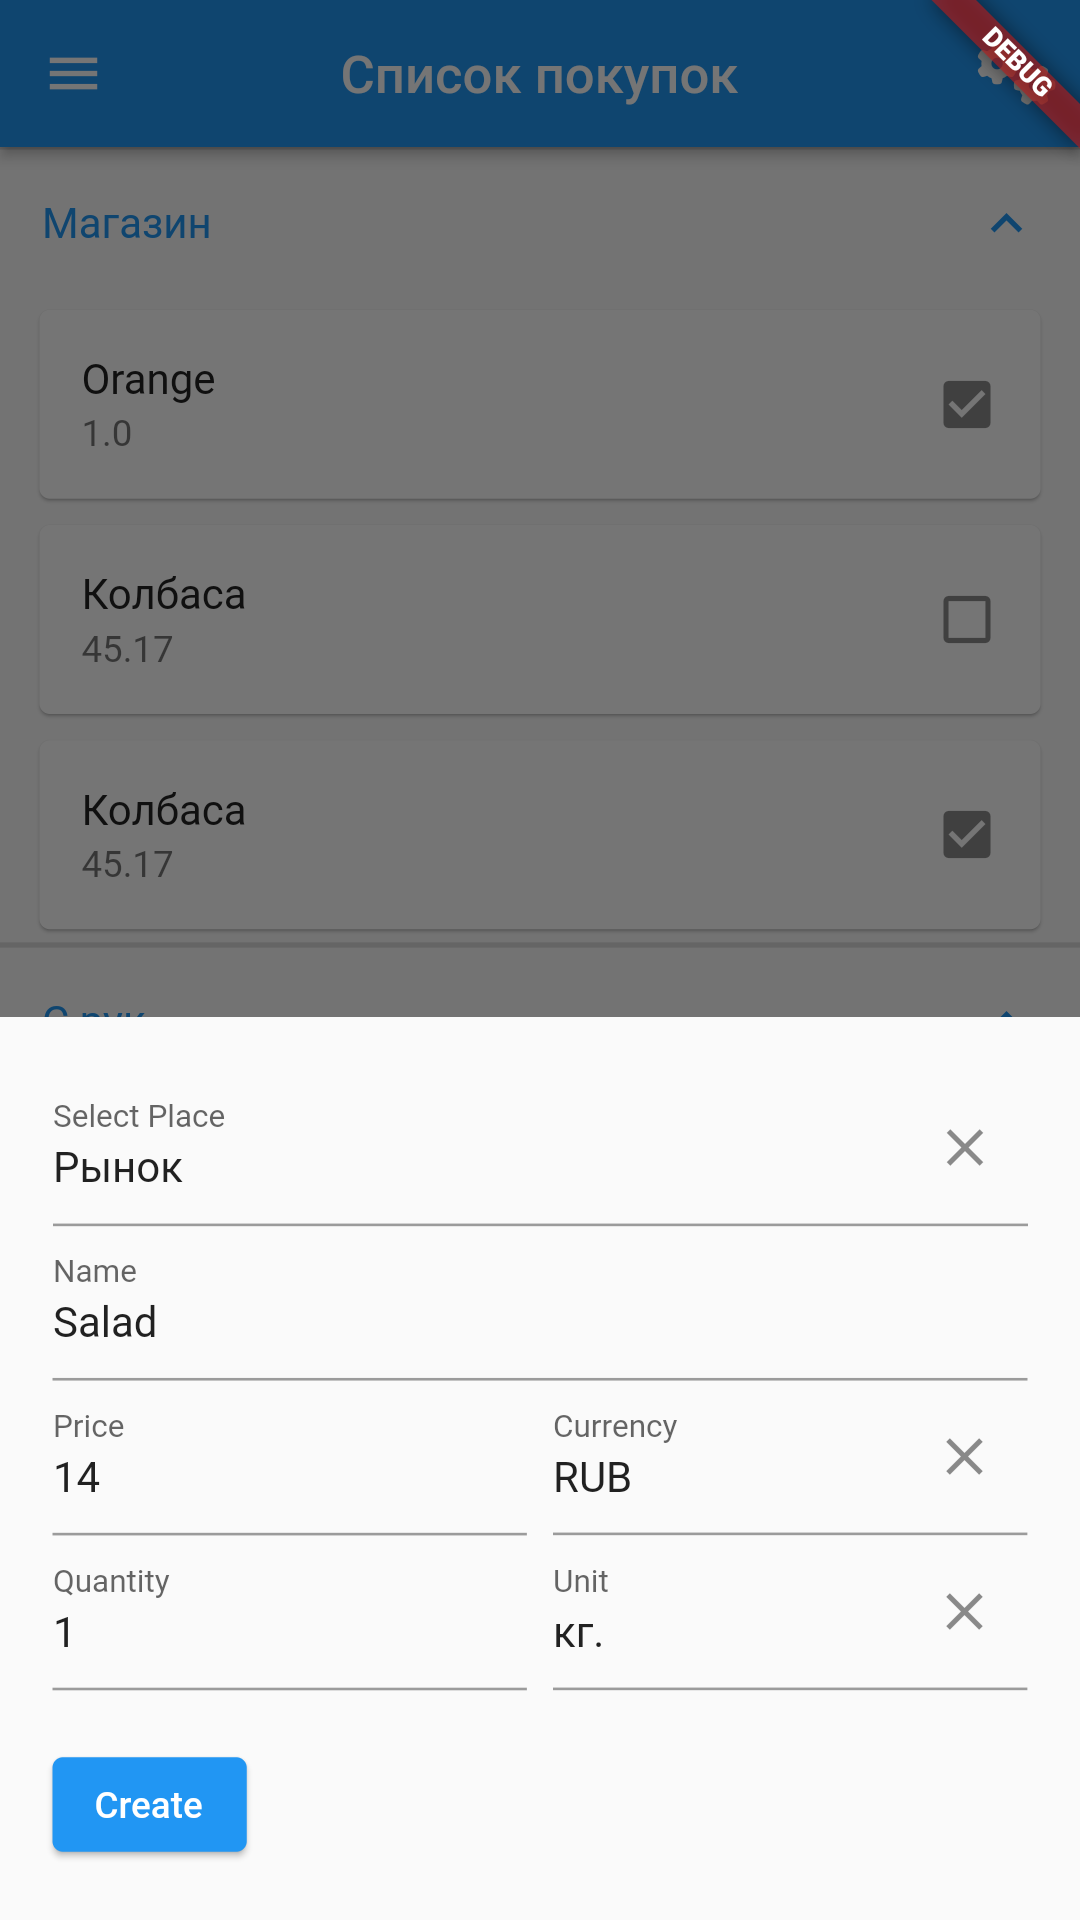 Список покупок
DEBUG
Магазин
Orange
1.0
Колбаса
45.17
Колбаса
45.17
С рук
Select Place
Рынок
Name
Salad
Price
14
Currency
RUB
Quantity
1
Unit
кг.
Create